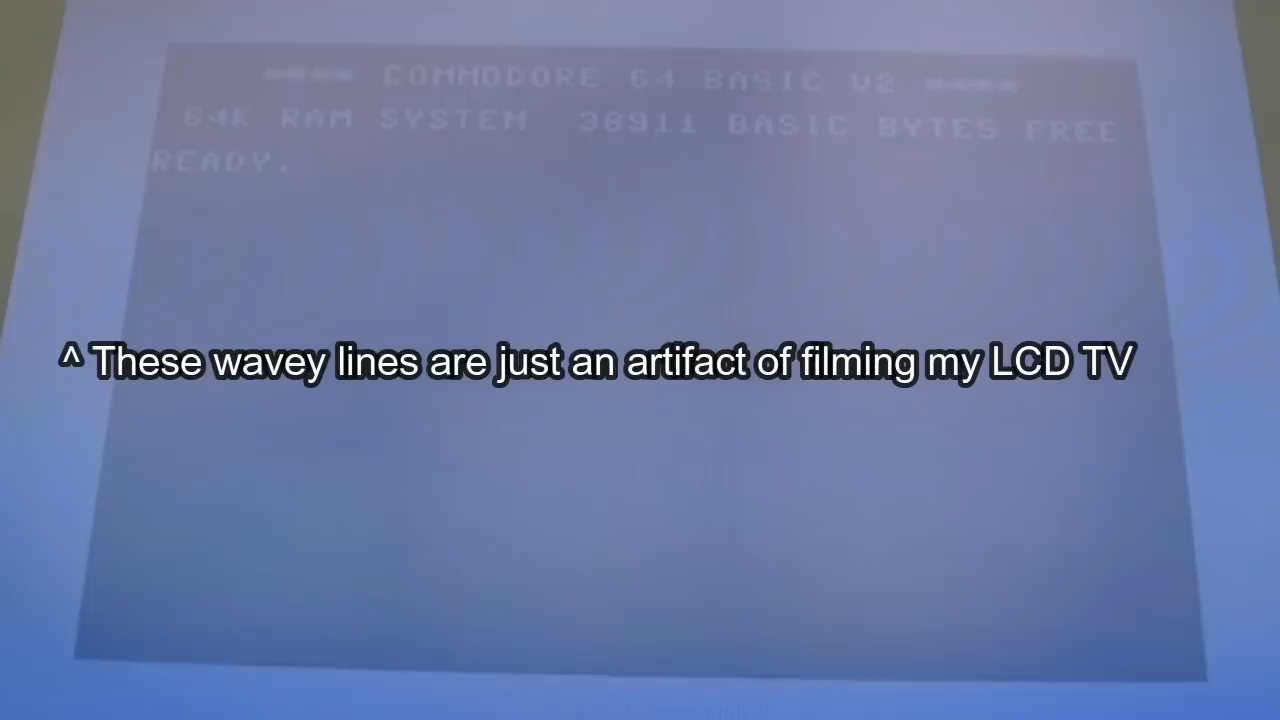 **** COMMODORE 64 BASIC V2 ****
64K RAM SYSTEM 38911 BASIC BYTES FREE
READY.
^ These wavey lines are just an artifact of filming my LCD TV